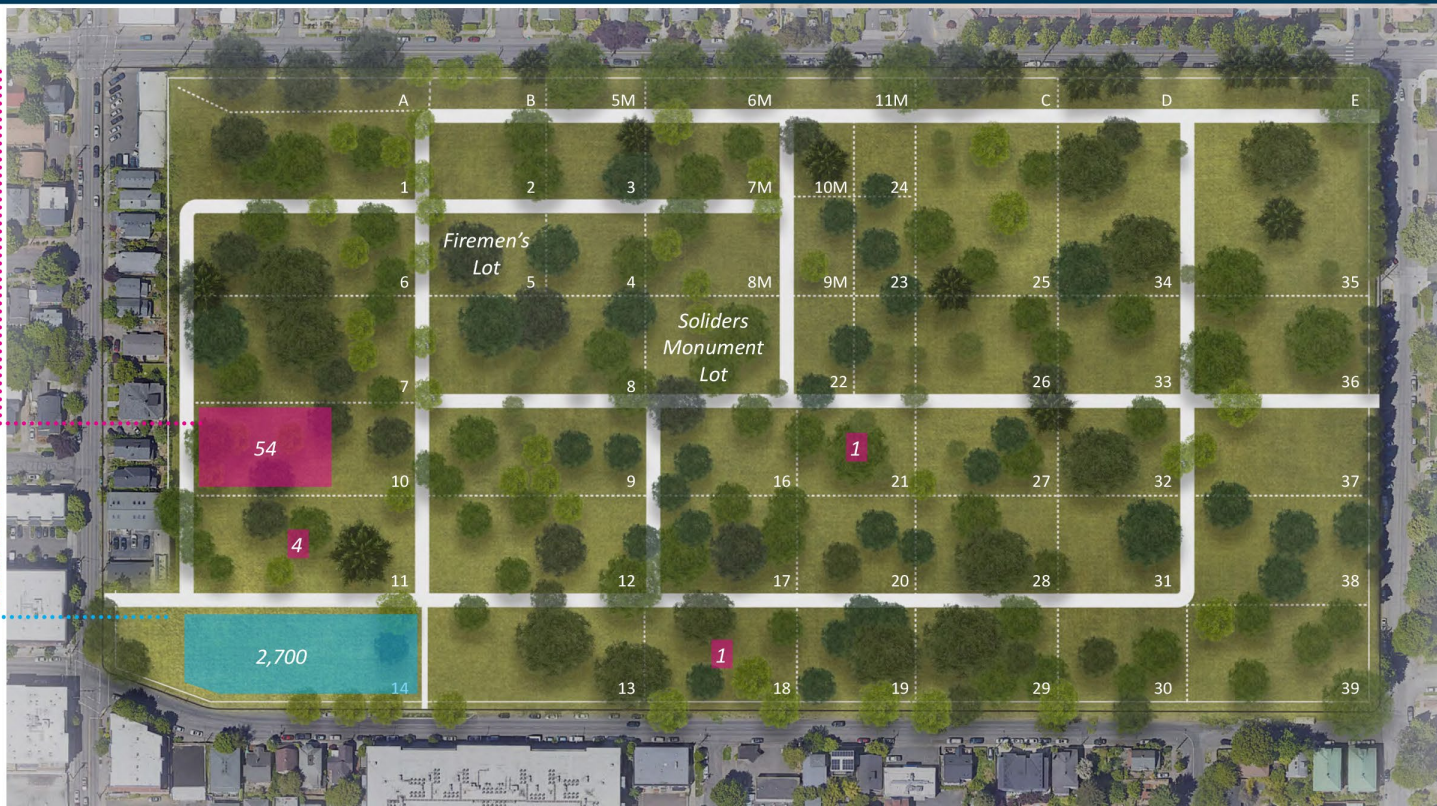 A B 5M 6M 11M C D E
1 2 3 7M 10M 24
Firemen's
Lot
6 5 4 8M 9M 23 25 34 35
Soliders
Monument
Lot
7 8 22 26 33 36
54 1
10 9 16 21 27 32 37
4
11 12 17 20 28 31 38
2,700 1
14 13 18 19 29 30 39